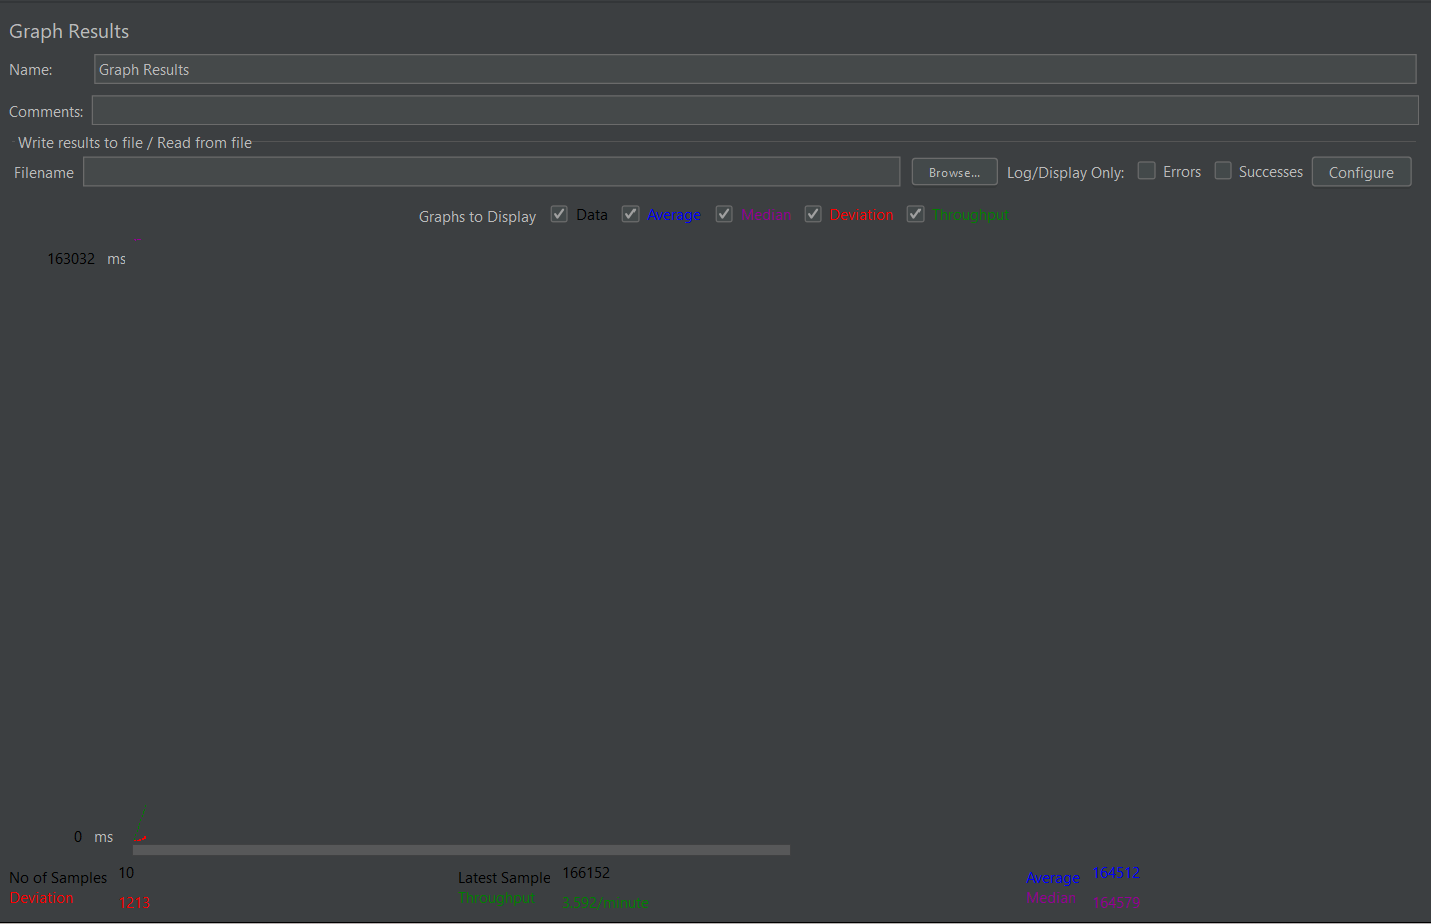 Graph Results
Name: Graph Results
Comments:
Write results to file / Read from file
Filename Browse... Log/Display Only: Errors Successes Configure
Graphs to Display Data Average Median Deviation Throughput
163032 ms
0 ms
No of Samples 10 Latest Sample 166152 Average 164512
Deviation 1213 Throughput 3.592/minute Median